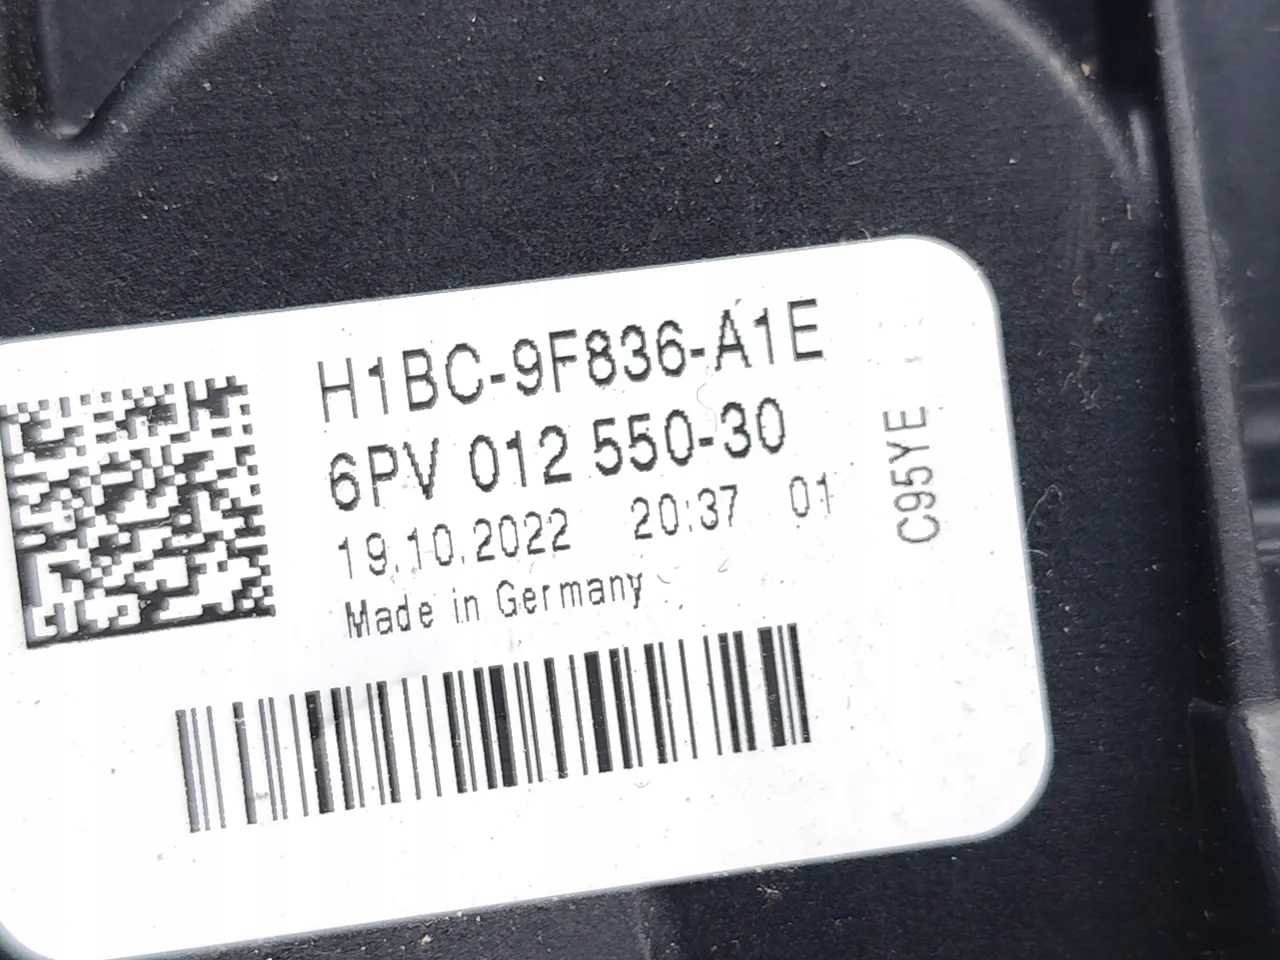 H1BC-9F836-A1E
6PV 012 550-30
19.10.2022 20:37 01
Made in Germany
C95YE